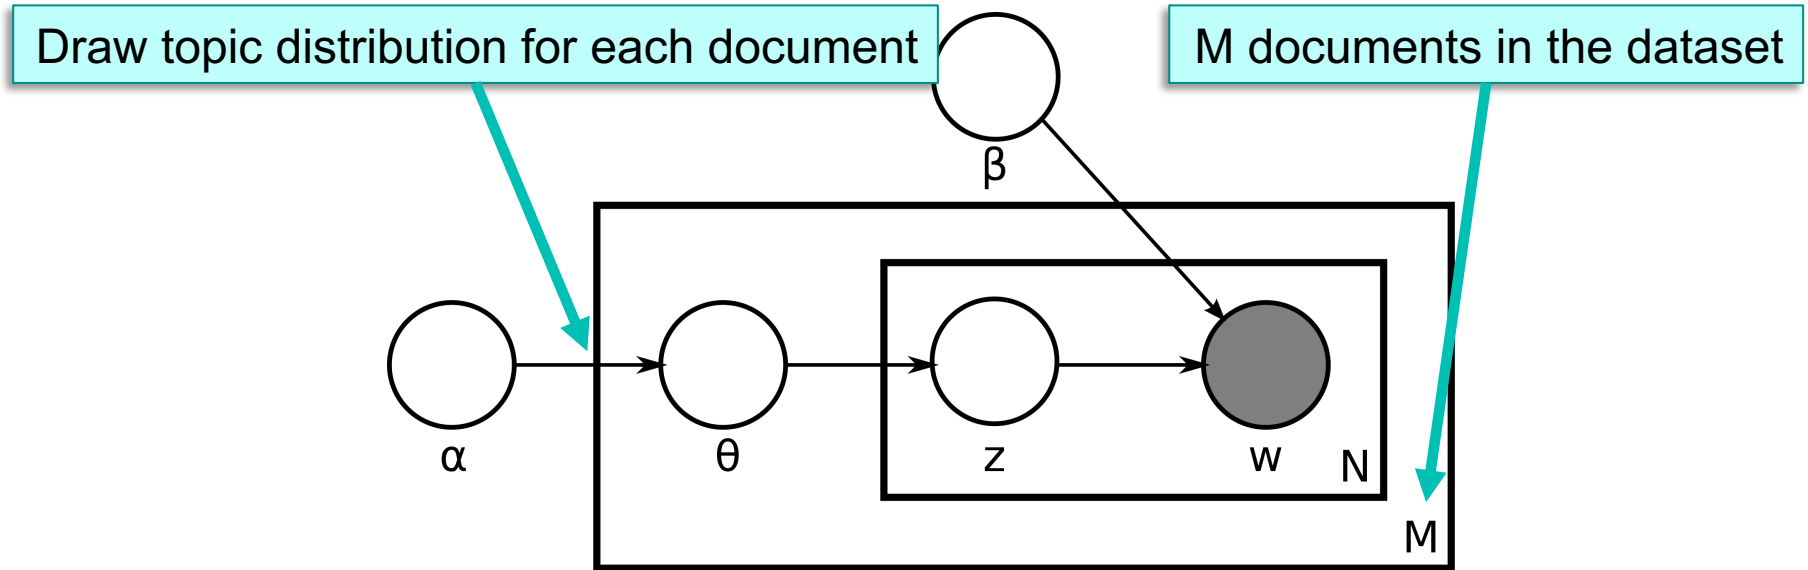 Draw topic distribution for each document
M documents in the dataset
β
α
θ
z
w
N
M